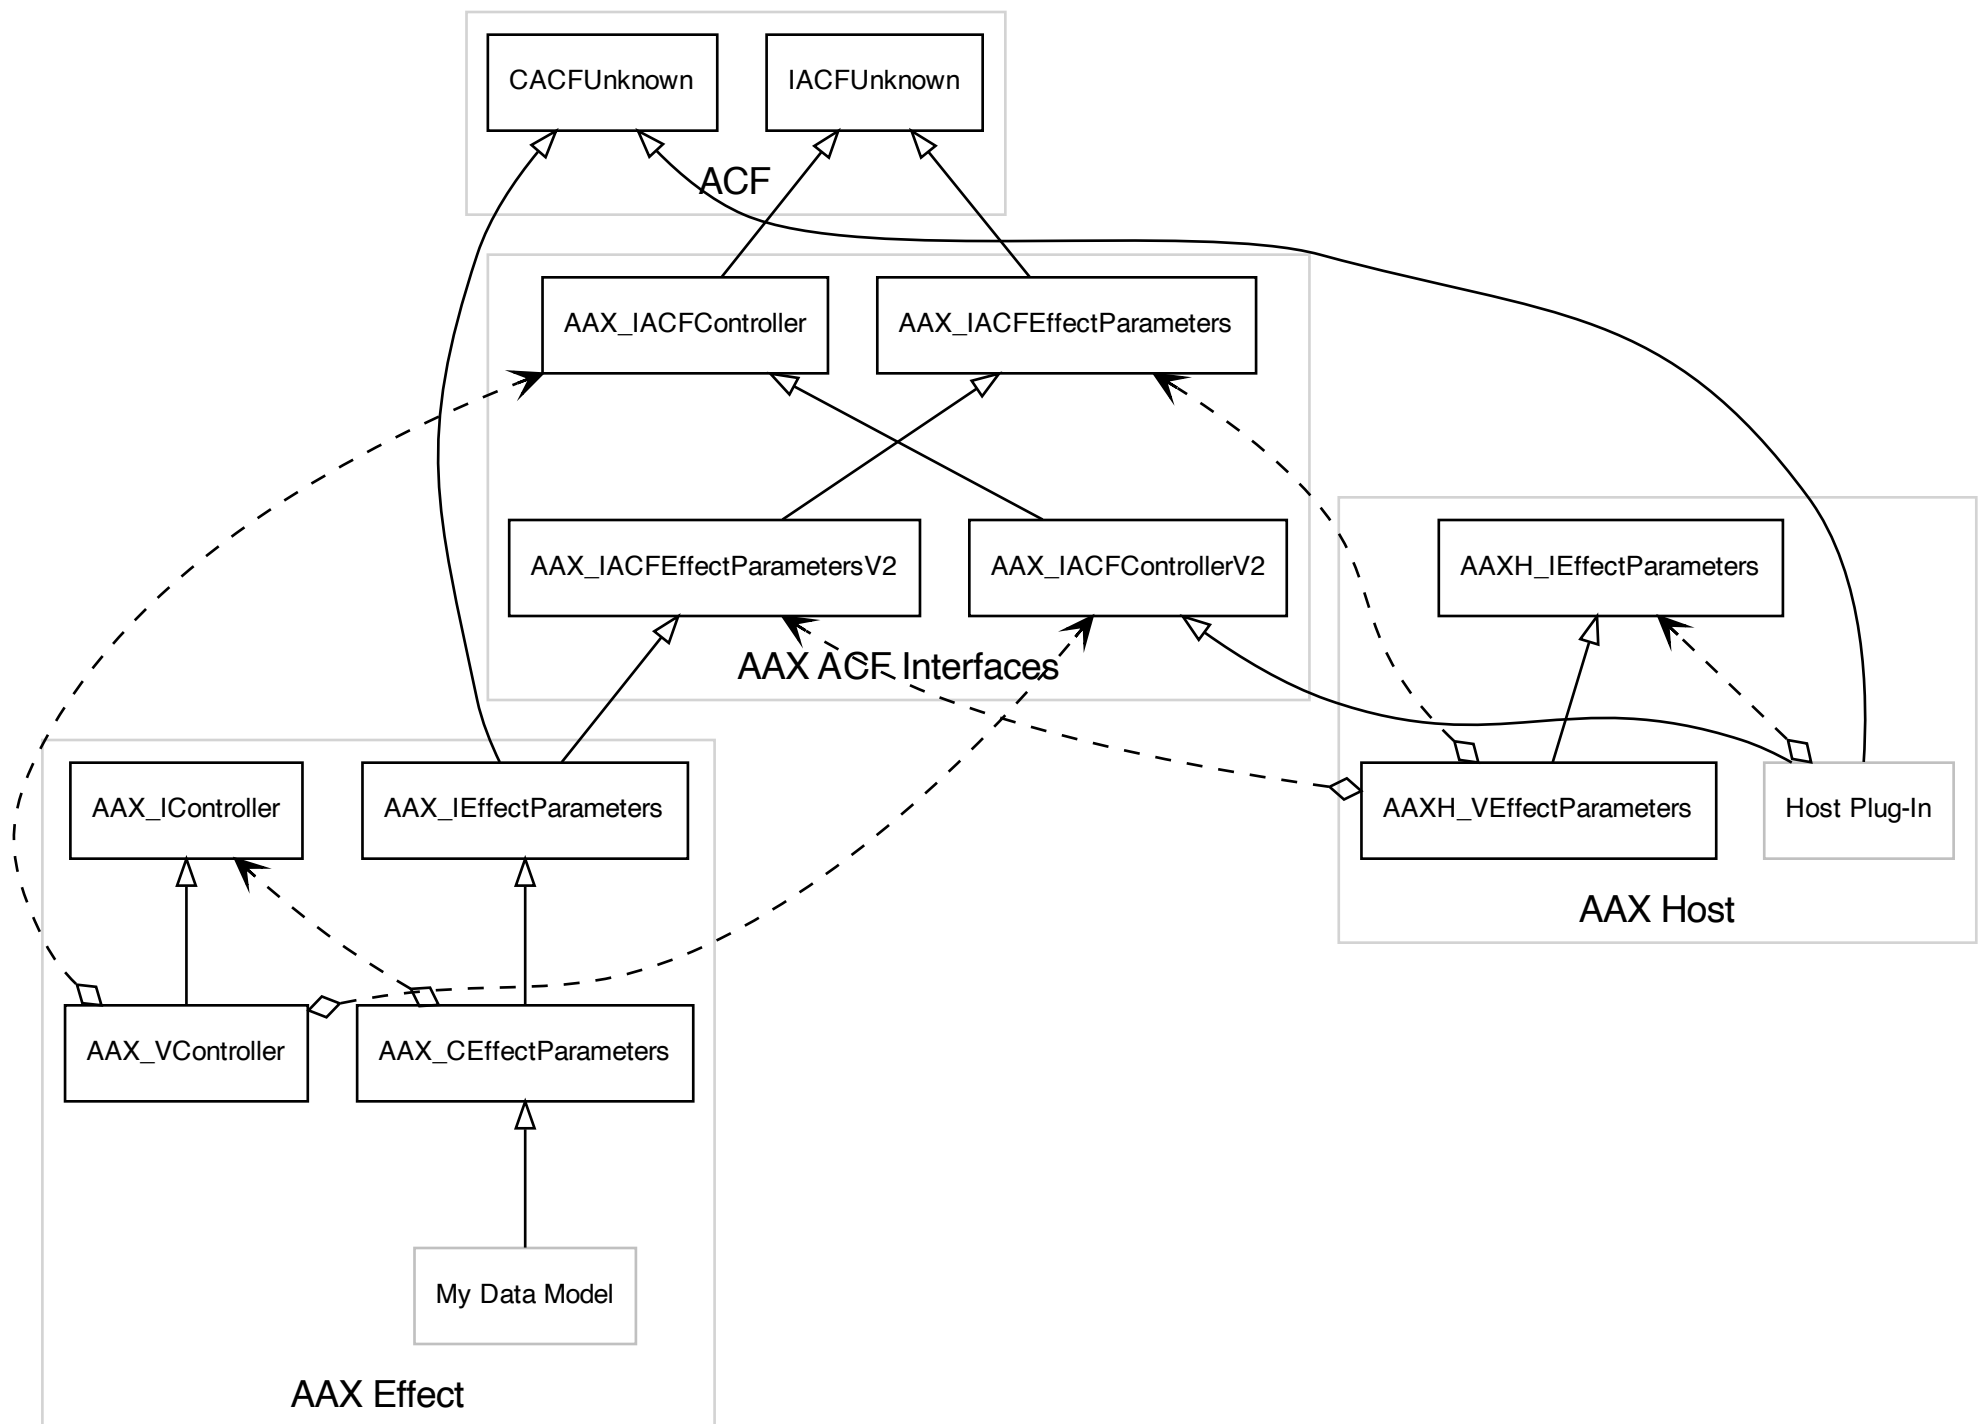 CACFUnknown
IACFUnknown
ACF
AAX_IACFController
AAX_IACFEffectParameters
AAX_IACFEffectParametersV2
AAX_IACFControllerV2
AAXH_IEffectParameters
AAX ACF Interfaces
AAX_IController
AAX_IEffectParameters
AAXH_VEffectParameters
Host Plug-In
AAX Host
AAX_VController
AAX_CEffectParameters
My Data Model
AAX Effect